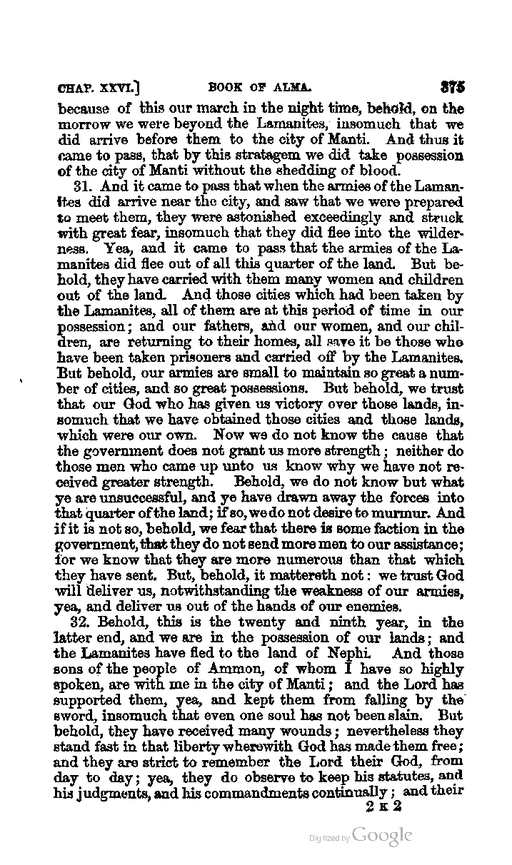 CHAP. XXVI.] BOOK OF ALMA. 375
because of this our march in the night time, behold, on the
morrow we were beyond the Lamanites, insomuch that we
did arrive before them to the city of Manti. And thus it
came to pass, that by this stratagem we did take possession
of the city of Manti without the shedding of blood.
31. And it came to pass that when the armies of the Laman-
ites did arrive near the city, and saw that we were prepared
to meet them, they were astonished exceedingly and struck
with great fear, insomuch that they did flee into the wilder-
ness. Yea, and it came to pass that the armies of the La-
manites did flee out of all this quarter of the land. But be-
hold, they have carried with them many women and children
out of the land. And those cities which had been taken by
the Lamanites, all of them are at this period of time in our
possession; and our fathers, and our women, and our chil-
dren, are returning to their homes, all save it be those who
have been taken prisoners and carried off by the Lamanites.
But behold, our armies are small to maintain so great a num-
ber of cities, and so great possessions. But behold, we trust
that our God who has given us victory over those lands, in-
somuch that we have obtained those cities and those lands,
which were our own. Now we do not know the cause that
the government does not grant us more strength; neither do
those men who came up unto us know why we have not re-
ceived greater strength. Behold, we do not know but what
ye are unsuccessful, and ye have drawn away the forces into
that quarter of the land; if so, we do not desire to murmur. And
if it is not so, behold, we fear that there is some faction in the
government, that they do not send more men to our assistance;
for we know that they are more numerous than that which
they have sent. But, behold, it mattereth not: we trust God
will deliver us, notwithstanding the weakness of our armies,
yea, and deliver us out of the hands of our enemies.
32. Behold, this is the twenty and ninth year, in the
latter end, and we are in the possession of our lands; and
the Lamanites have fled to the land of Nephi. And those
sons of the people of Ammon, of whom I have so highly
spoken, are with me in the city of Manti; and the Lord has
supported them, yea, and kept them from falling by the
sword, insomuch that even one soul has not been slain. But
behold, they have received many wounds; nevertheless they
stand fast in that liberty wherewith God has made them free;
and they are strict to remember the Lord their God, from
day to day; yea, they do observe to keep his statutes, and
his judgments, and his commandments continually; and their
2 K 2
Digitized by Google